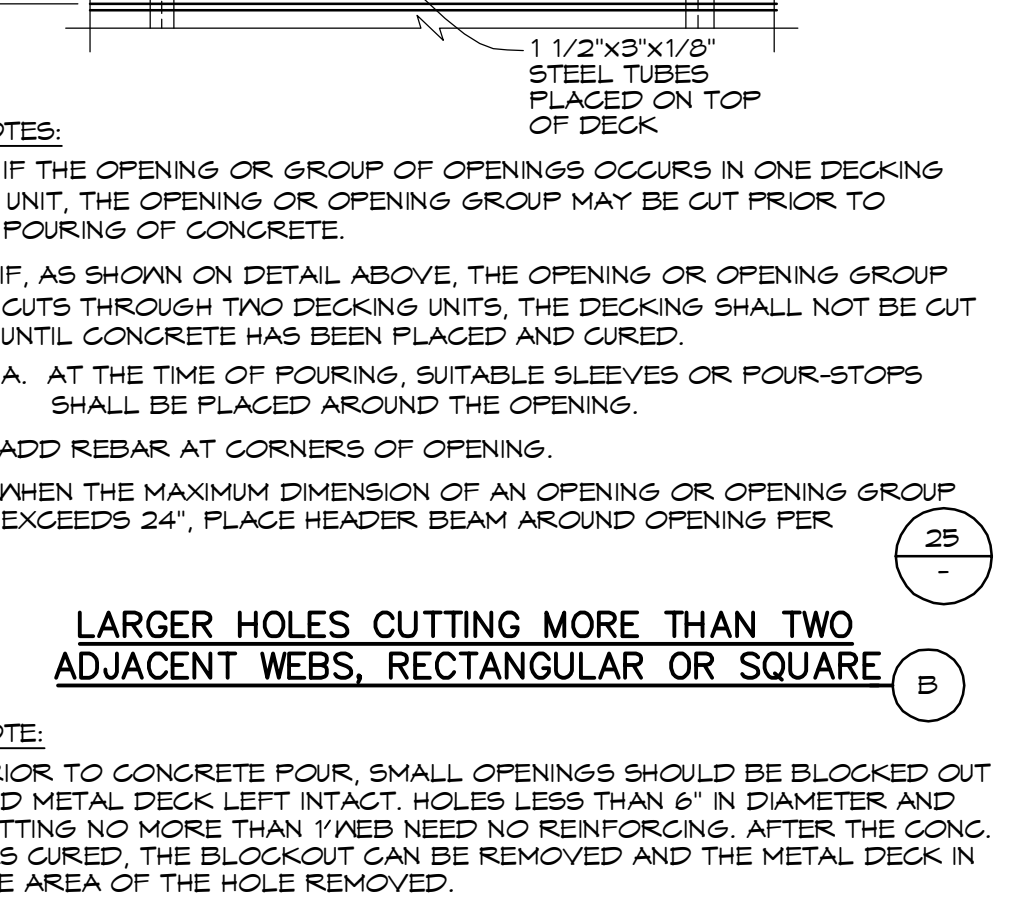 1 1/2"x3"x1/8"
STEEL TUBES
PLACED ON TOP
OF DECK
OTES:
IF THE OPENING OR GROUP OF OPENINGS OCCURS IN ONE DECKING
UNIT, THE OPENING OR OPENING GROUP MAY BE CUT PRIOR TO
POURING OF CONCRETE.
IF, AS SHOWN ON DETAIL ABOVE, THE OPENING OR OPENING GROUP
CUTS THROUGH TWO DECKING UNITS, THE DECKING SHALL NOT BE CUT
UNTIL CONCRETE HAS BEEN PLACED AND CURED.
A. AT THE TIME OF POURING, SUITABLE SLEEVES OR POUR-STOPS
SHALL BE PLACED AROUND THE OPENING.
ADD REBAR AT CORNERS OF OPENING.
WHEN THE MAXIMUM DIMENSION OF AN OPENING OR OPENING GROUP
EXCEEDS 24", PLACE HEADER BEAM AROUND OPENING PER
25
-
LARGER HOLES CUTTING MORE THAN TWO
ADJACENT WEBS, RECTANGULAR OR SQUARE
B
OTE:
RIOR TO CONCRETE POUR, SMALL OPENINGS SHOULD BE BLOCKED OUT
D METAL DECK LEFT INTACT. HOLES LESS THAN 6" IN DIAMETER AND
TTING NO MORE THAN 1'WEB NEED NO REINFORCING. AFTER THE CONC.
S CURED, THE BLOCKOUT CAN BE REMOVED AND THE METAL DECK IN
E AREA OF THE HOLE REMOVED.